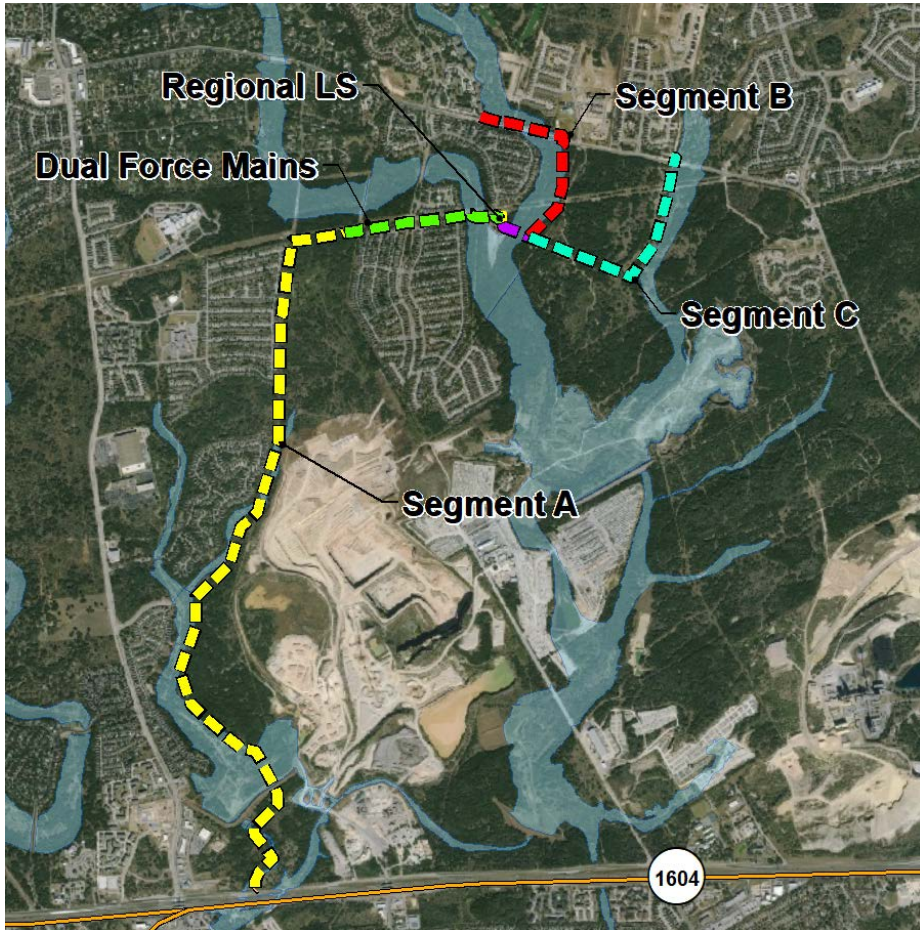 Regional LS
Segment B
Dual Force Mains
Segment C
Segment A
1604